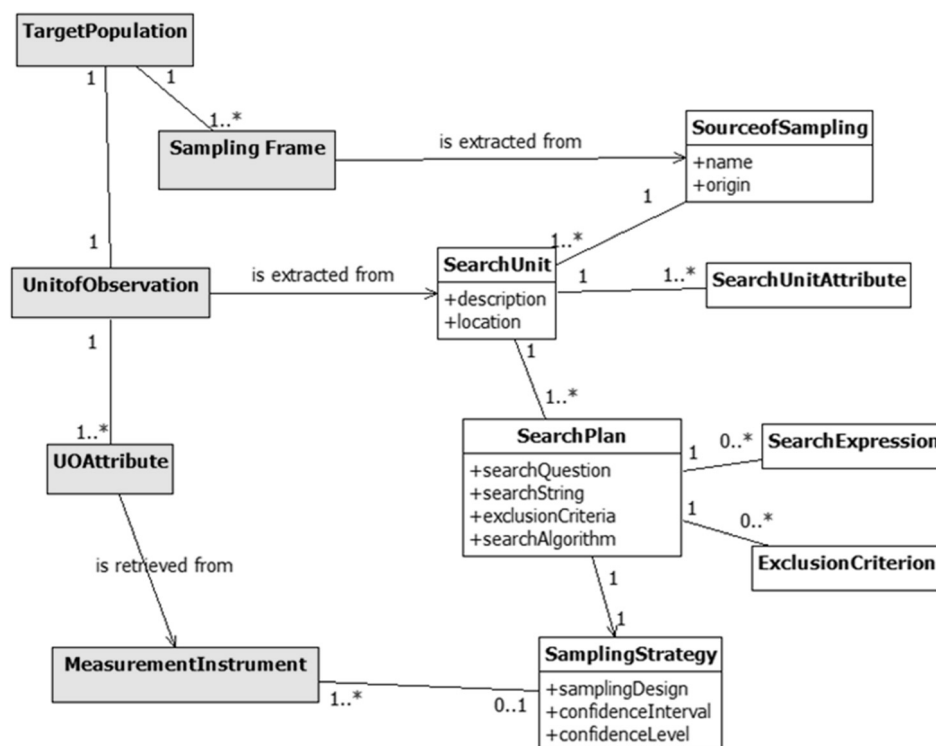 TargetPopulation
1
1
1..*
Sampling Frame
is extracted from
SourceofSampling
+name
+origin
1
1..*
1
UnitofObservation
is extracted from
SearchUnit
+description
+location
1
1..*
SearchUnitAttribute
1
1
1..*
1..*
UOAttribute
SearchPlan
+searchQuestion
+searchString
+exclusionCriteria
+searchAlgorithm
1
0..*
SearchExpression
1
0..*
ExclusionCriterion
is retrieved from
1
1
MeasurementInstrument
1..*
0..1
SamplingStrategy
+samplingDesign
+confidenceInterval
+confidenceLevel